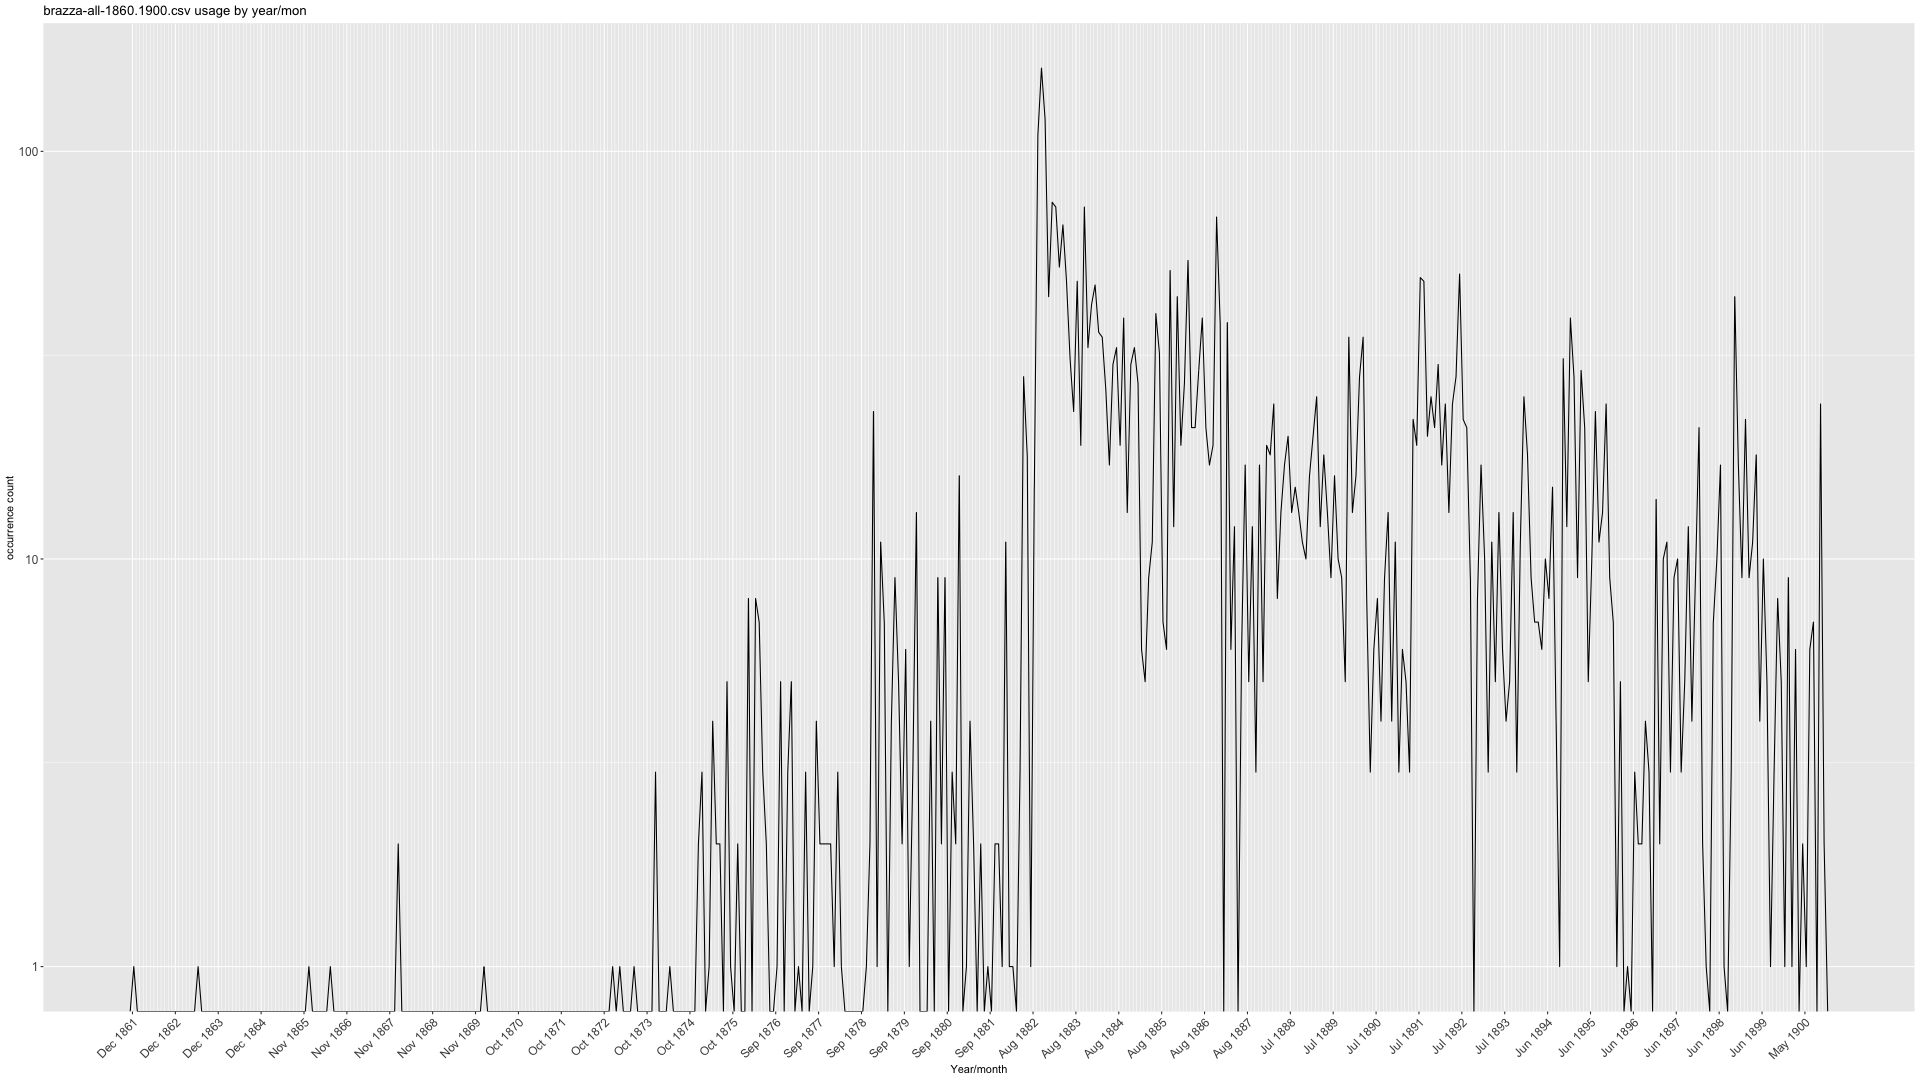 brazza-all-1860.1900.csv usage by year/mon
occurrence count
100
10
1
Dec 1861
Dec 1862
Dec 1863
Dec 1864
Nov 1865
Nov 1866
Nov 1867
Nov 1868
Nov 1869
Oct 1870
Oct 1871
Oct 1872
Oct 1873
Oct 1874
Oct 1875
Sep 1876
Sep 1877
Sep 1878
Sep 1879
Sep 1880
Sep 1881
Aug 1882
Aug 1883
Aug 1884
Aug 1885
Aug 1886
Aug 1887
Jul 1888
Jul 1889
Jul 1890
Jul 1891
Jul 1892
Jul 1893
Jun 1894
Jun 1895
Jun 1896
Jun 1897
Jun 1898
Jun 1899
May 1900
Year/month